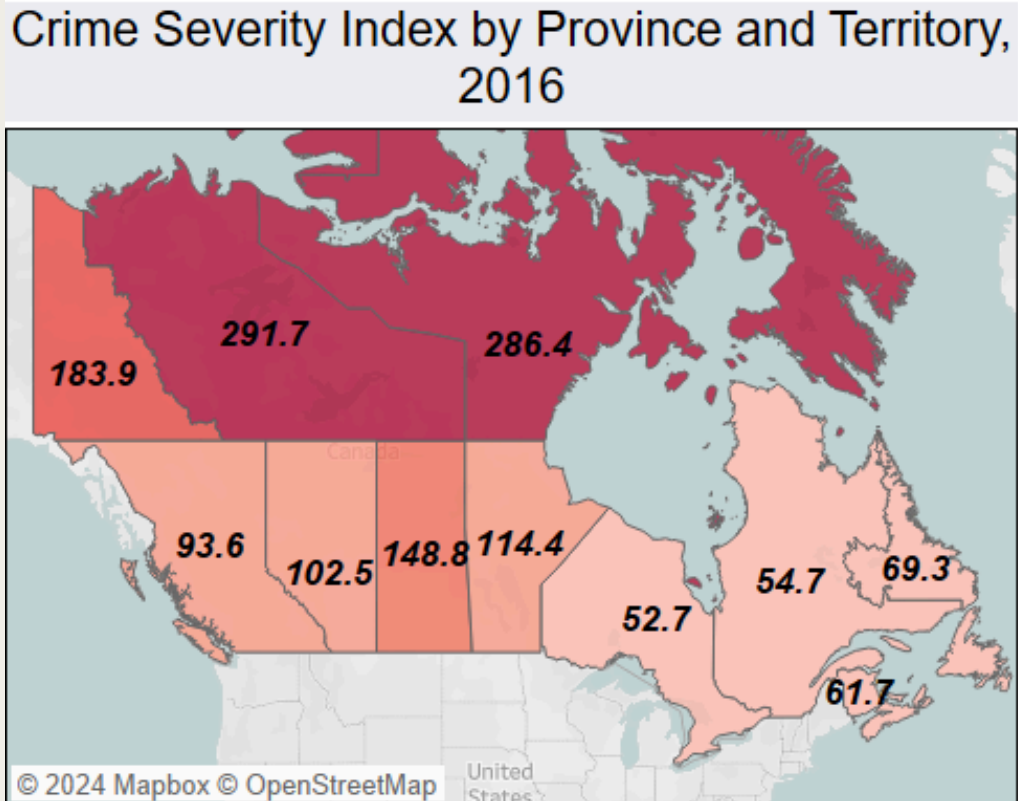 Crime Severity Index by Province and Territory,
2016
291.7
286.4
183.9
Canada
93.6
102.5
148.8
114.4
52.7
54.7
69.3
61.7
© 2024 Mapbox © OpenStreetMap
United
States